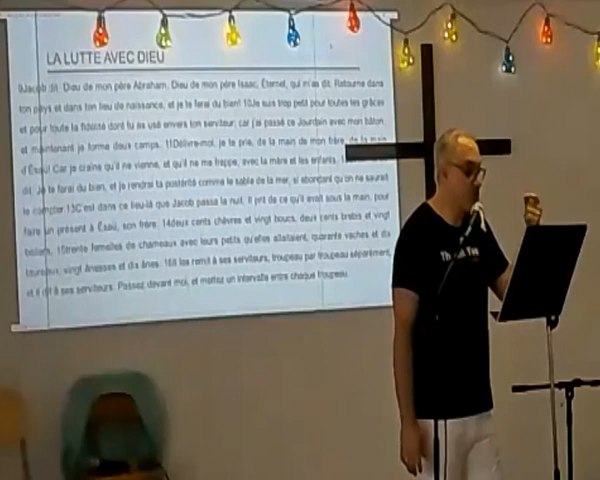 LA LUTTE AVEC DIEU
9Jacob dit: Dieu de mon père Abraham, Dieu de mon père Isaac, Éternel, qui m'as dit: Retourne dans
ton pays et dans ton lieu de naissance, et je te ferai du bien! 10Je suis trop petit pour toutes les grâces
et pour toute la fidélité dont tu as usé envers ton serviteur; car j'ai passé ce Jourdain avec mon bâton,
et maintenant je forme deux camps. 11Délivre-moi, je te prie, de la main de mon frère, de la main
d'Ésaü! Car je crains qu'il ne vienne, et qu'il ne me frappe, avec la mère et les enfants.
dit: Je te ferai du bien, et je rendrai ta postérité comme le sable de la mer, si abondant qu'on ne saurait
le compter. 13C'est dans ce lieu-là que Jacob passa la nuit. Il prit de ce qu'il avait sous la main, pour
faire un présent à Ésaü, son frère: 14deux cents chèvres et vingt boucs, deux cents brebis et vingt
béliers, 15trente femelles de chameaux avec leurs petits qu'elles allaitaient, quarante vaches et dix
taureaux, vingt ânesses et dix ânes. 16Il les remit à ses serviteurs, troupeau par troupeau séparément,
et il dit à ses serviteurs: Passez devant moi, et mettez un intervalle entre chaque troupeau.